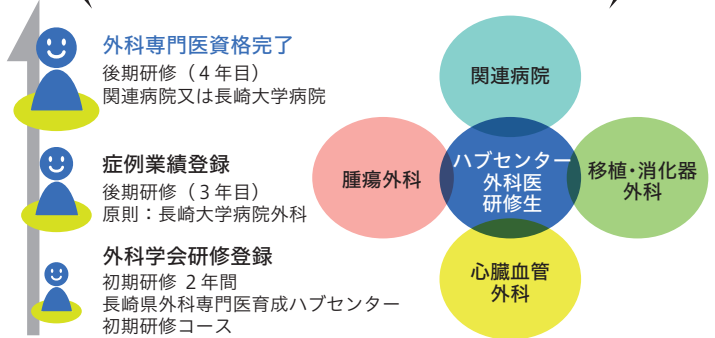 外科専門医資格完了
後期研修（４年目）
関連病院又は長崎大学病院
症例業績登録
後期研修（３年目）
原則：長崎大学病院外科
外科学会研修登録
初期研修 ２年間
長崎県外科専門医育成ハブセンター
初期研修コース
関連病院
腫瘍外科
ハブセンター
外科医
研修生
移植・消化器
外科
心臓血管
外科